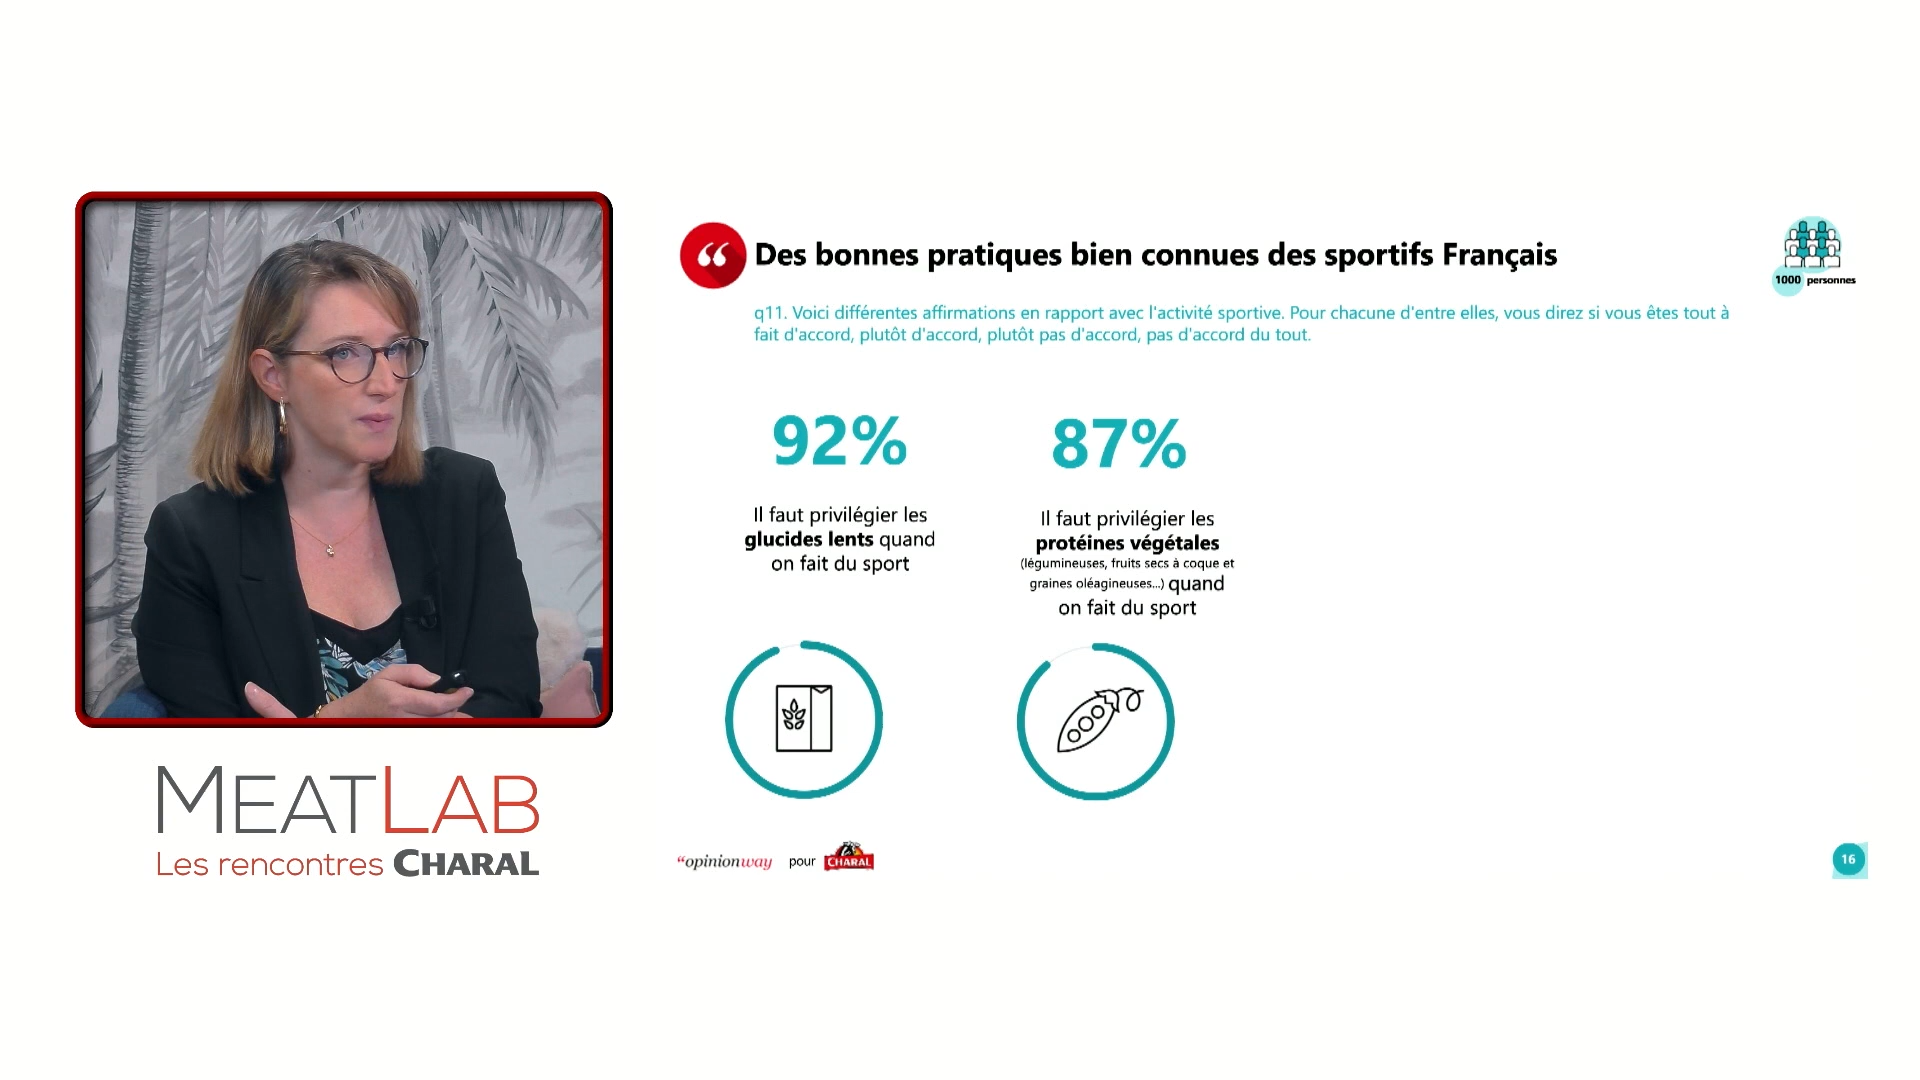 Des bonnes pratiques bien connues des sportifs Français
1000 personnes
q11. Voici différentes affirmations en rapport avec l'activité sportive. Pour chacune d'entre elles, vous direz si vous êtes tout à
fait d'accord, plutôt d'accord, plutôt pas d'accord, pas d'accord du tout.
92%
Il faut privilégier les
glucides lents quand
on fait du sport
87%
Il faut privilégier les
protéines végétales
(légumineuses, fruits secs à coque et
graines oléagineuses...) quand
on fait du sport
MEATLAB
Les rencontres CHARAL
“opinionway pour CHARAL
16